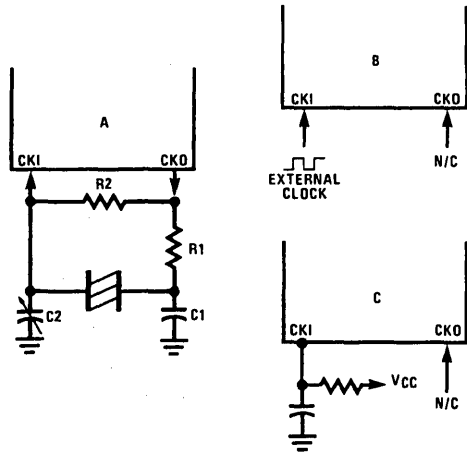 A
CKI
CKO
R2
R1
C2
C1
B
CKI
CKO
EXTERNAL
CLOCK
N/C
C
CKI
CKO
VCC
N/C